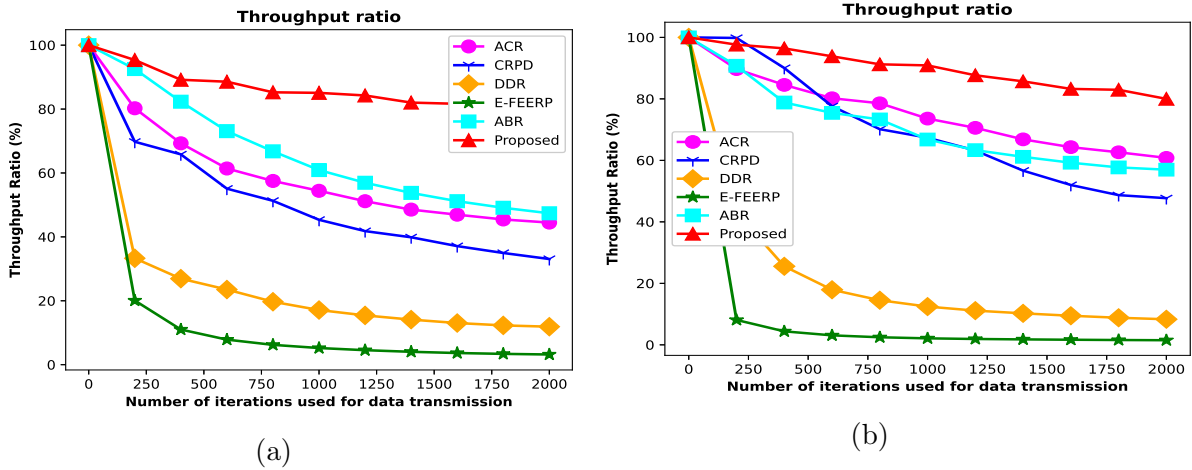 Throughput ratio
100
80
60
40
20
0
Throughput Ratio (%)
ACR
CRPD
DDR
E-FEERP
ABR
Proposed
0 250 500 750 1000 1250 1500 1750 2000
Number of iterations used for data transmission
(a)
Throughput ratio
100
80
60
40
20
0
Throughput Ratio (%)
ACR
CRPD
DDR
E-FEERP
ABR
Proposed
0 250 500 750 1000 1250 1500 1750 2000
Number of iterations used for data transmission
(b)